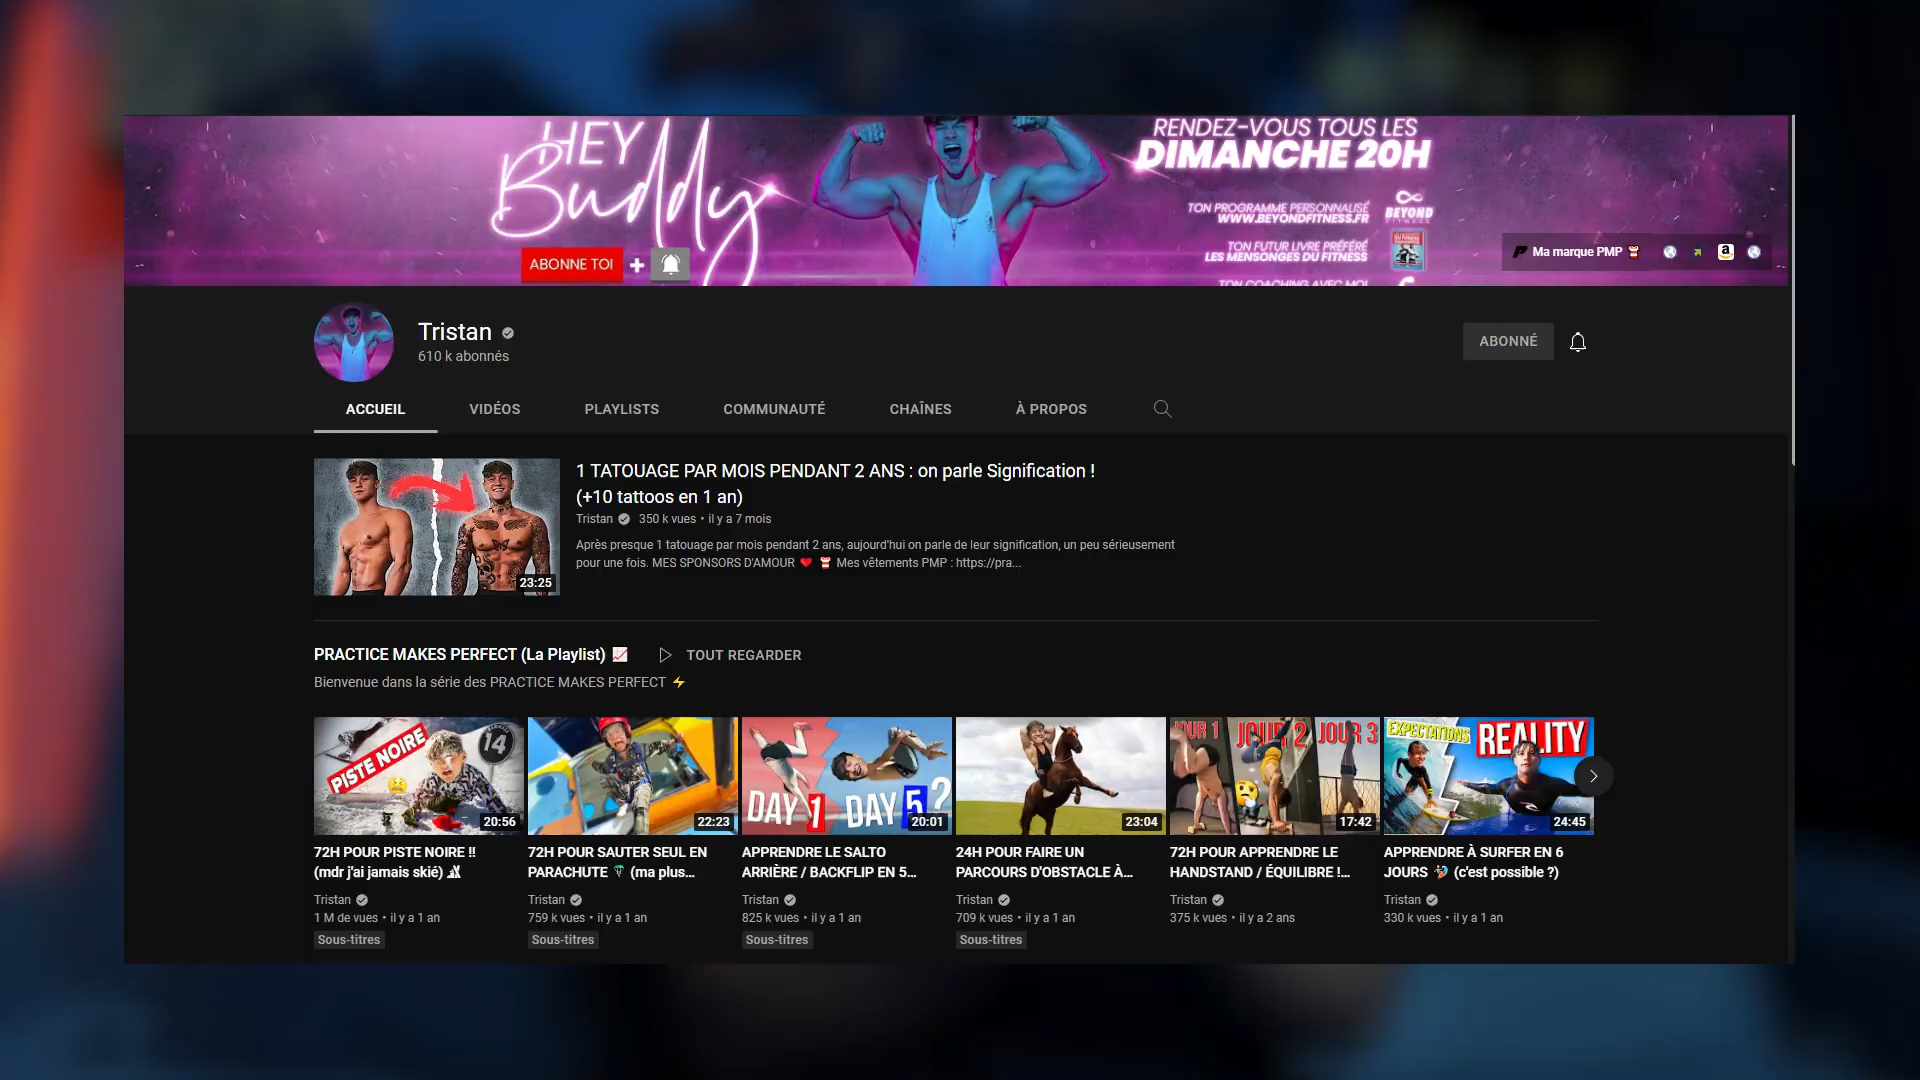 HEY
Buddy
ABONNE TOI
RENDEZ-VOUS TOUS LES
DIMANCHE 20H
TON PROGRAMME PERSONNALISÉ
WWW.BEYONDFITNESS.FR
BEYOND
FITNESS
TON FUTUR LIVRE PRÉFÉRÉ
LES MENSONGES DU FITNESS
TON COACHING AVEC MOI
Ma marque PMP
Tristan
610 k abonnés
ABONNÉ
ACCUEIL
VIDÉOS
PLAYLISTS
COMMUNAUTÉ
CHAÎNES
À PROPOS
23:25
1 TATOUAGE PAR MOIS PENDANT 2 ANS : on parle Signification !
(+10 tattoos en 1 an)
Tristan 350 k vues • il y a 7 mois
Après presque 1 tatouage par mois pendant 2 ans, aujourd'hui on parle de leur signification, un peu sérieusement
pour une fois. MES SPONSORS D'AMOUR ❤️ Mes vêtements PMP : https://pra...
PRACTICE MAKES PERFECT (La Playlist) 📈
TOUT REGARDER
Bienvenue dans la série des PRACTICE MAKES PERFECT ⚡
PISTE NOIRE
14
20:56
72H POUR PISTE NOIRE !!
(mdr j'ai jamais skié)
Tristan
1 M de vues • il y a 1 an
Sous-titres
22:23
72H POUR SAUTER SEUL EN
PARACHUTE 🪂 (ma plus...
Tristan
759 k vues • il y a 1 an
Sous-titres
DAY 1 DAY 5?
20:01
APPRENDRE LE SALTO
ARRIÈRE / BACKFLIP EN 5...
Tristan
825 k vues • il y a 1 an
Sous-titres
23:04
24H POUR FAIRE UN
PARCOURS D'OBSTACLE À...
Tristan
709 k vues • il y a 1 an
Sous-titres
JOUR 1 JOUR 2 JOUR 3
17:42
72H POUR APPRENDRE LE
HANDSTAND / ÉQUILIBRE !...
Tristan
375 k vues • il y a 2 ans
EXPECTATIONS REALITY
24:45
APPRENDRE À SURFER EN 6
JOURS 🏄 (c'est possible ?)
Tristan
330 k vues • il y a 1 an